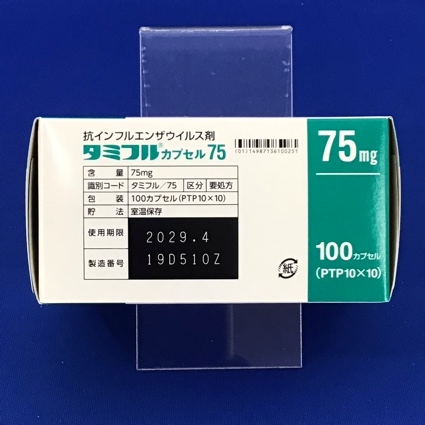 抗インフルエンザウイルス剤
タミフル®カプセル75
(01)14987136100251
含量 75mg
識別コード タミフル/75 区分 要処方
包装 100カプセル(PTP10×10)
貯法 室温保存
使用期限 2029.4
製造番号 19D510Z
紙
75mg
100カプセル
(PTP10×10)